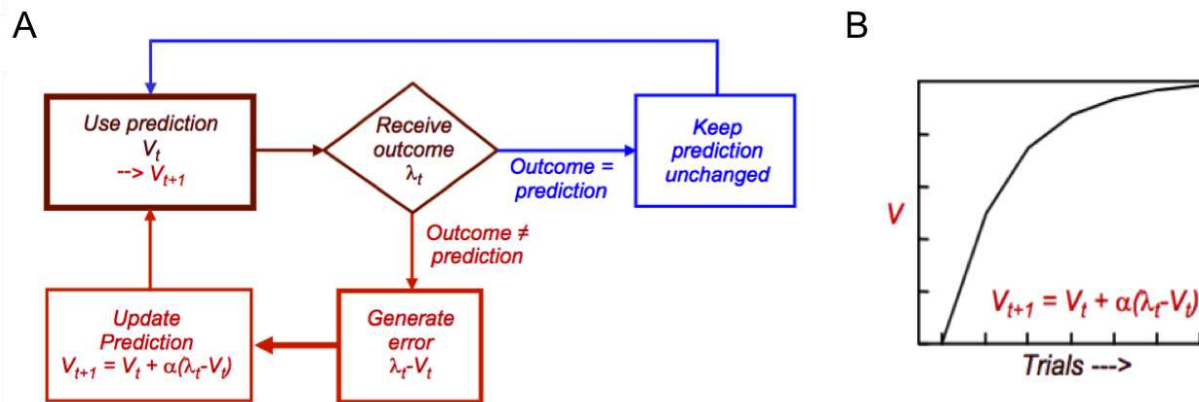 A
Use prediction
Vₜ
--> Vₜ₊₁
Receive
outcome
λₜ
Outcome =
prediction
Keep
prediction
unchanged
Outcome ≠
prediction
Update
Prediction
Vₜ₊₁ = Vₜ + α(λₜ-Vₜ)
Generate
error
λₜ-Vₜ
B
V
Vₜ₊₁ = Vₜ + α(λₜ-Vₜ)
Trials --->